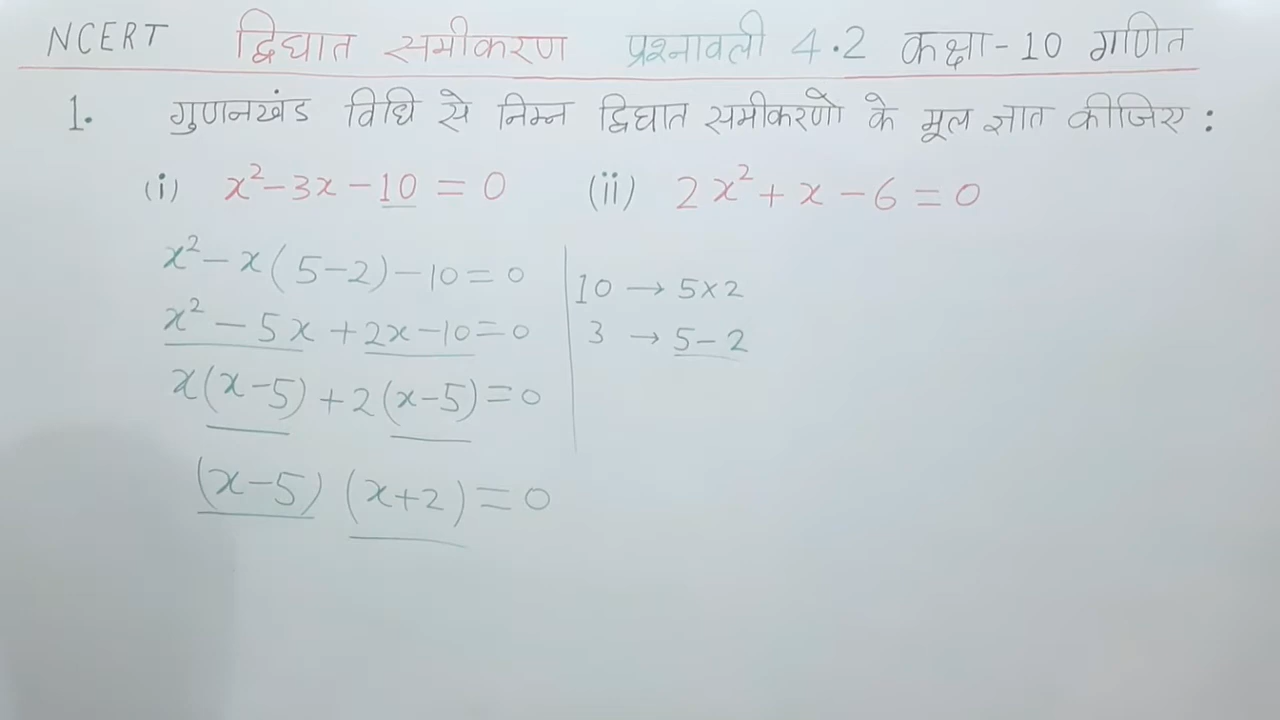 NCERT द्विघात समीकरण प्रश्नावली 4.2 कक्षा-10 गणित
1. गुणनखंड विधि से निम्न द्विघात समीकरणो के मूल ज्ञात कीजिए :
(i) x²-3x-10=0 (ii) 2x²+x-6=0
x²-x(5-2)-10=0
10→5×2
x²-5x+2x-10=0
3→5-2
x(x-5)+2(x-5)=0
(x-5)(x+2)=0